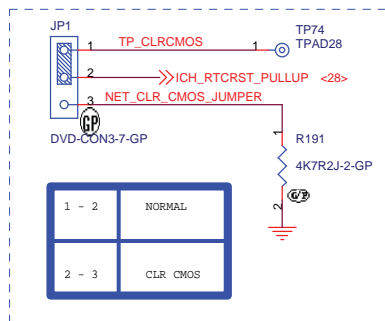 JP1
1 TP_CLRCMOS 1
TP74
TPAD28
2 ICH_RTCRST_PULLUP <28>
3 NET_CLR_CMOS_JUMPER
GP
DVD-CON3-7-GP
1
R191
4K7R2J-2-GP
G/P
2
1 - 2 NORMAL
2 - 3 CLR CMOS